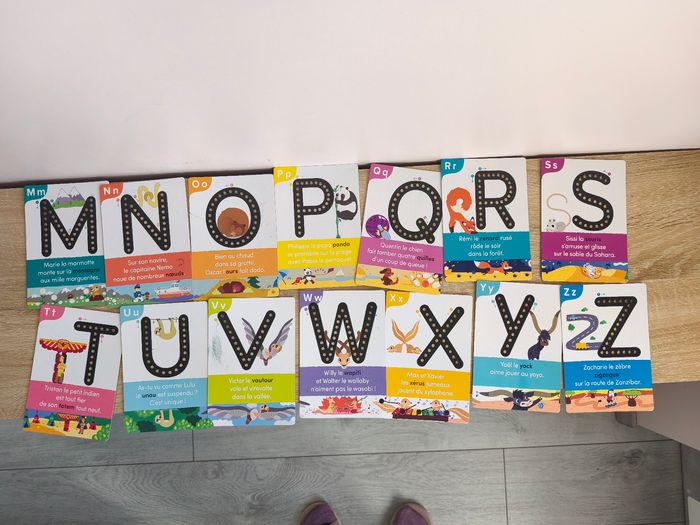 Mm
M
Marie la marmotte
monte sur la montagne
aux mille marguerites.
Nn
N
Sur son navire,
le capitaine Nemo
noue de nombreux nœuds
Oo
O
Bien au chaud
dans sa grotte,
Oscar l'ours fait dodo.
Pp
P
Philippe le papa panda
se promène sur la plage
avec Paola le perroquet
Qq
Q
Quentin le chien
fait tomber quatre quilles
d'un coup de queue !
Rr
R
Rémi le renard rusé
rôde le soir
dans la forêt.
Ss
S
Sissi la souris
s'amuse et glisse
sur le sable du Sahara.
Tt
T
Tristan le petit indien
est tout fier
de son totem tout neuf.
Uu
U
As-tu vu comme Lulu
le unau est suspendu ?
C'est unique !
Vv
V
Victor le vautour
vole et virevolte
dans la vallée.
Ww
W
Willy le wapiti
et Walter le wallaby
n'aiment pas le wasabi !
Xx
X
Max et Xavier
les xérus jumeaux
jouent du xylophone
Yy
Y
Yoël le yack
aime jouer au yoyo.
Zz
Z
Zacharie le zèbre
zigzague
sur la route de Zanzibar.